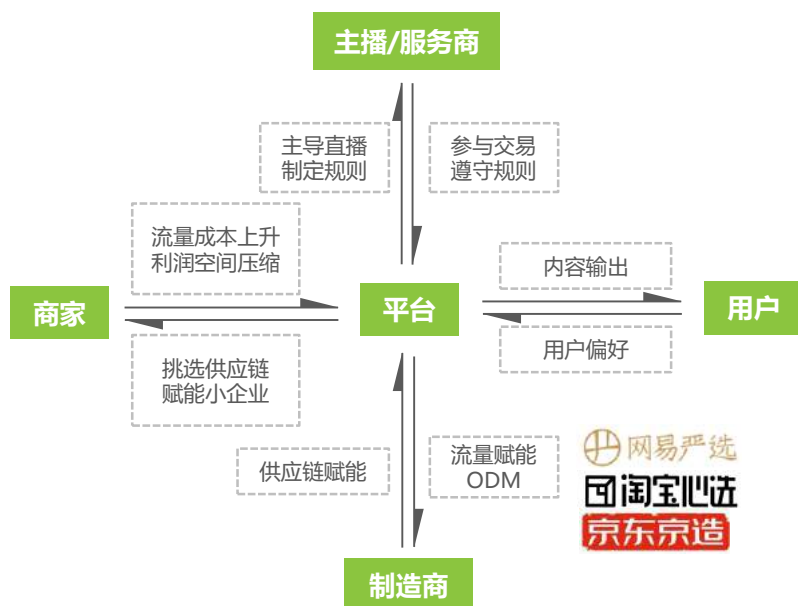 主播/服务商
主导直播
制定规则
参与交易
遵守规则
流量成本上升
利润空间压缩
内容输出
商家
平台
用户
挑选供应链
赋能小企业
用户偏好
供应链赋能
流量赋能
ODM
网易严选
淘宝心选
京东京造
制造商